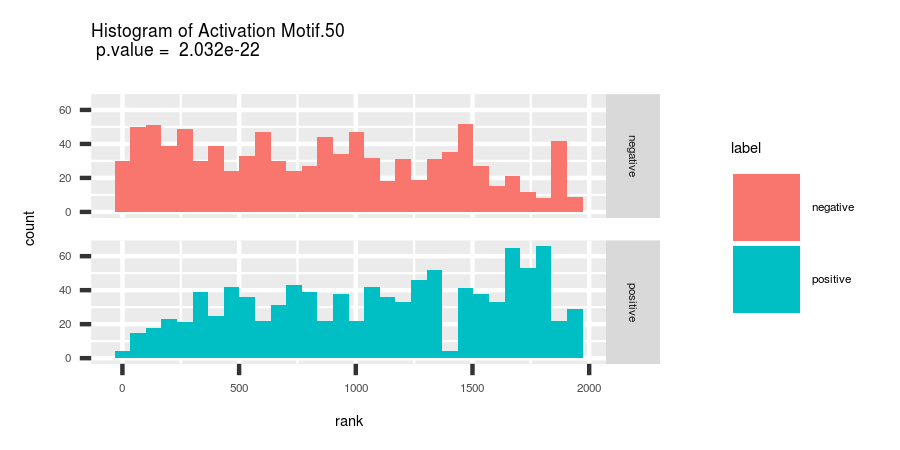 Histogram of Activation Motif.50
p.value = 2.032e-22
count
60
40
20
0
negative
60
40
20
0
positive
0 500 1000 1500 2000
rank
label
negative
positive